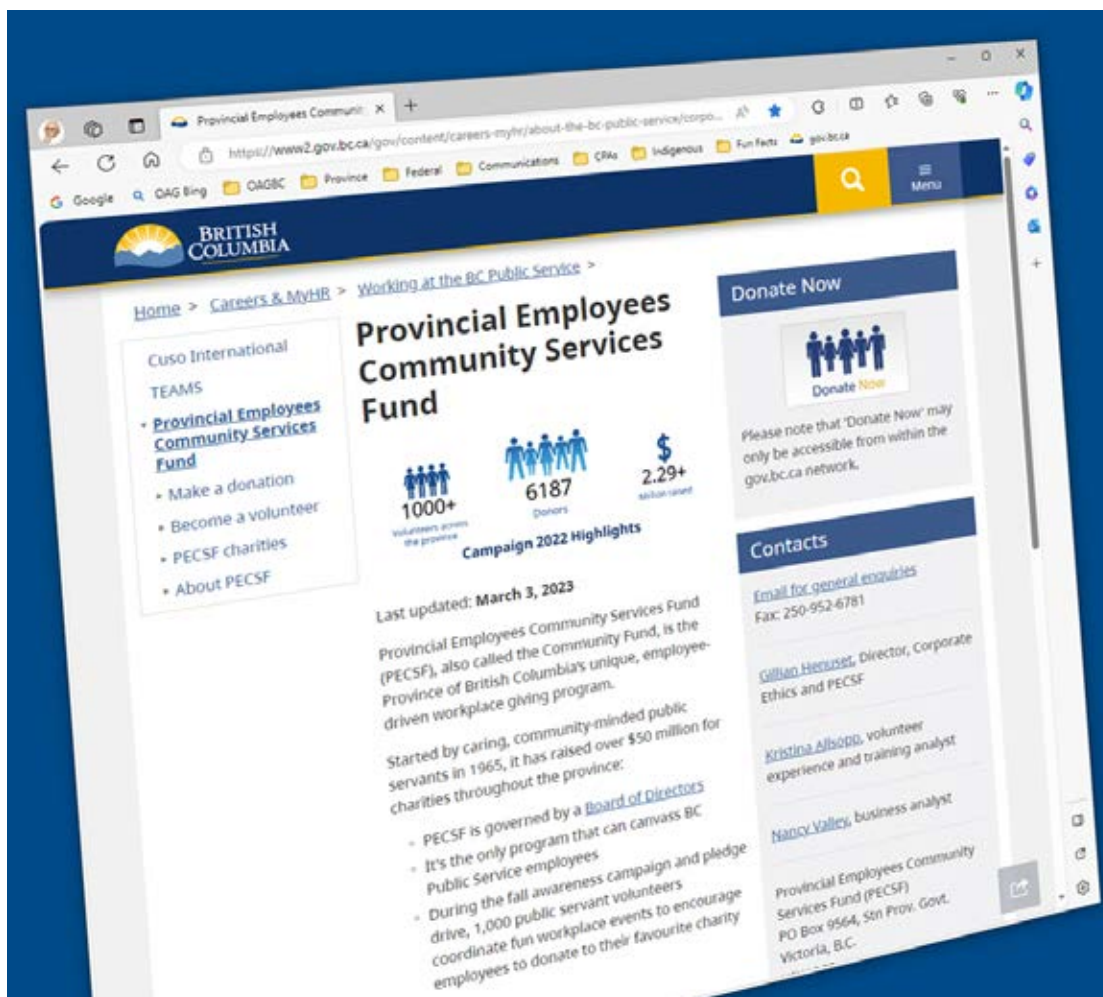 Provincial Employees Communit
https://www2.gov.bc.ca/gov/content/careers-myhr/about-the-bc-public-service/corpo...
Google OAG Bing OAGBC Province Federal Communications CPAs Indigenous Fun Facts gov.bc.ca
BRITISH
COLUMBIA
Menu
Home > Careers & MyHR > Working at the BC Public Service >
Cuso International
TEAMS
Provincial Employees
Community Services
Fund
Make a donation
Become a volunteer
PECSF charities
About PECSF
Provincial Employees
Community Services
Fund
1000+
Volunteers across
the province
6187
Donors
$
2.29+
Million raised
Campaign 2022 Highlights
Last updated: March 3, 2023
Provincial Employees Community Services Fund
(PECSF), also called the Community Fund, is the
Province of British Columbia's unique, employee-
driven workplace giving program.
Started by caring, community-minded public
servants in 1965, it has raised over $50 million for
charities throughout the province:
PECSF is governed by a Board of Directors
It's the only program that can canvass BC
Public Service employees
During the fall awareness campaign and pledge
drive, 1,000 public servant volunteers
coordinate fun workplace events to encourage
employees to donate to their favourite charity
Donate Now
Donate Now
Please note that 'Donate Now' may
only be accessible from within the
gov.bc.ca network.
Contacts
Email for general enquiries
Fax: 250-952-6781
Gillian Henuset, Director, Corporate
Ethics and PECSF
Kristina Allsopp, volunteer
experience and training analyst
Nancy Valley, business analyst
Provincial Employees Community
Services Fund (PECSF)
PO Box 9564, Stn Prov. Govt.
Victoria, B.C.